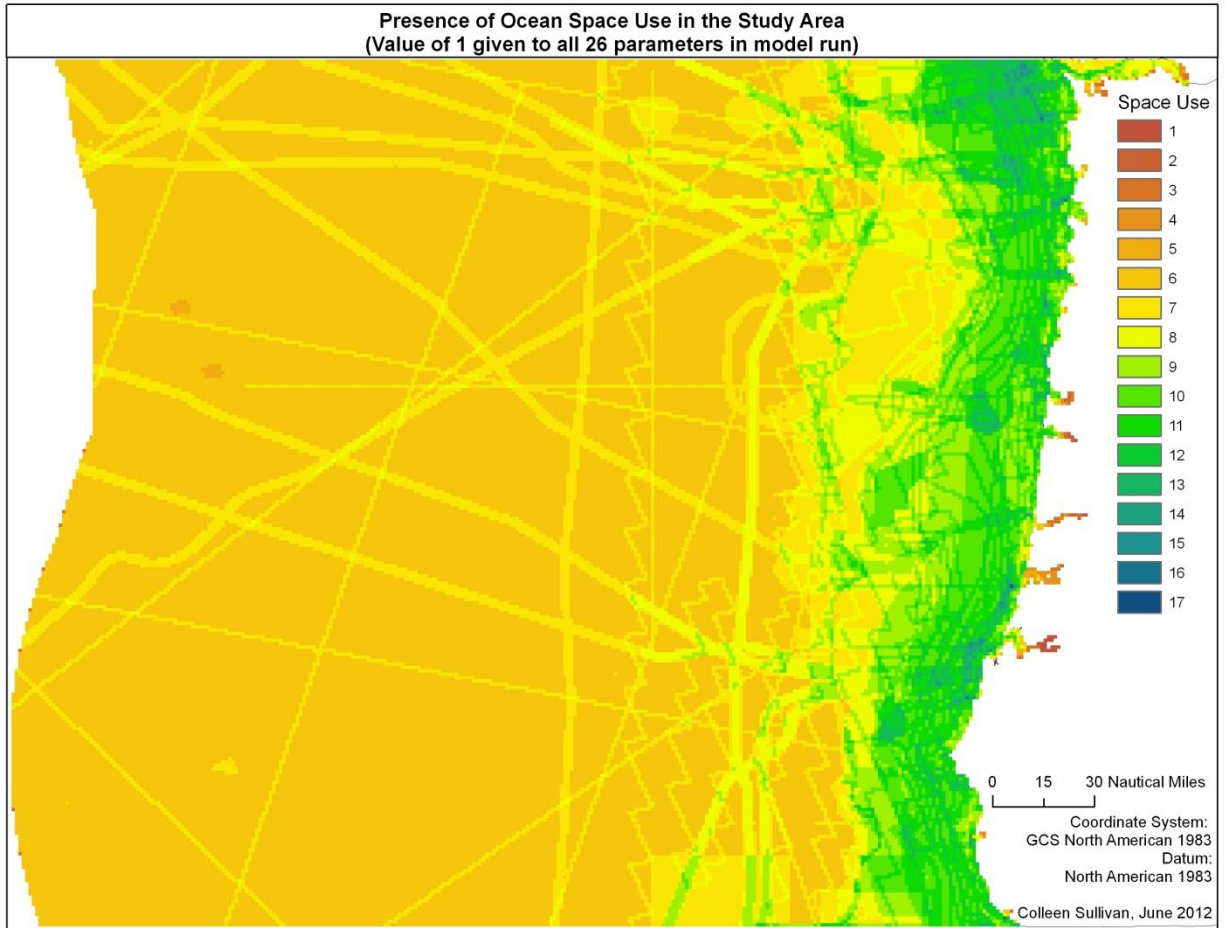 Presence of Ocean Space Use in the Study Area
(Value of 1 given to all 26 parameters in model run)
Space Use
1
2
3
4
5
6
7
8
9
10
11
12
13
14
15
16
17
0 15 30 Nautical Miles
Coordinate System:
GCS North American 1983
Datum:
North American 1983
Colleen Sullivan, June 2012